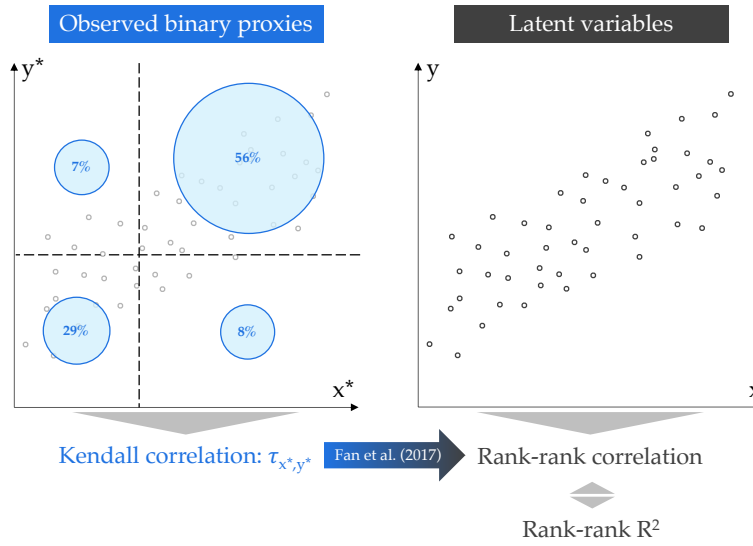 Observed binary proxies
Latent variables
y*
y
56%
7%
29%
8%
x*
x
Kendall correlation: τx*,y*
Fan et al. (2017)
Rank-rank correlation
Rank-rank R²